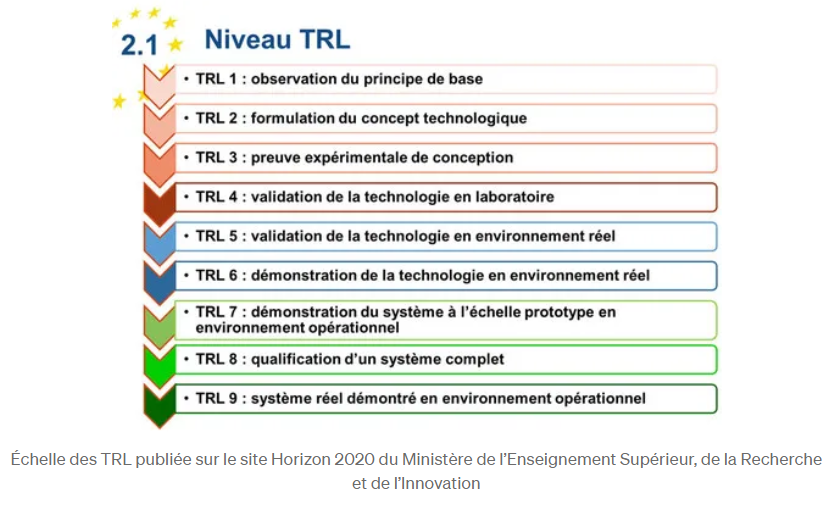 2.1 Niveau TRL
• TRL 1 : observation du principe de base
• TRL 2 : formulation du concept technologique
• TRL 3 : preuve expérimentale de conception
• TRL 4 : validation de la technologie en laboratoire
• TRL 5 : validation de la technologie en environnement réel
• TRL 6 : démonstration de la technologie en environnement réel
• TRL 7 : démonstration du système à l’échelle prototype en
environnement opérationnel
• TRL 8 : qualification d’un système complet
• TRL 9 : système réel démontré en environnement opérationnel
Échelle des TRL publiée sur le site Horizon 2020 du Ministère de l’Enseignement Supérieur, de la Recherche
et de l’Innovation